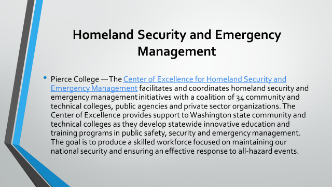 Homeland Security and Emergency
Management
• Pierce College — The Center of Excellence for Homeland Security and
Emergency Management facilitates and coordinates homeland security and
emergency management initiatives with a coalition of 34 community and
technical colleges, public agencies and private sector organizations. The
Center of Excellence provides support to Washington state community and
technical colleges as they develop statewide innovative education and
training programs in public safety, security and emergency management.
The goal is to produce a skilled workforce focused on maintaining our
national security and ensuring an effective response to all-hazard events.